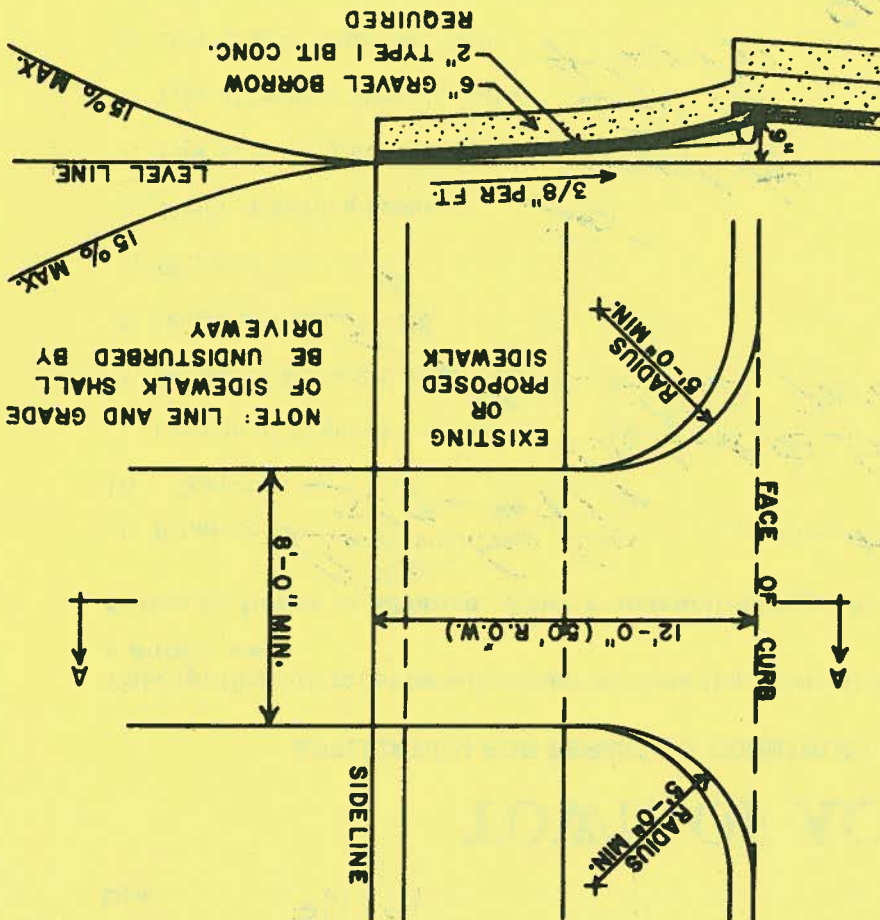 RADIUS
5'-0" MIN.
SIDELINE
A
A
FACE OF CURB
12'-0" (50' R.O.W.)
8'-0" MIN.
EXISTING
OR
PROPOSED
SIDEWALK
RADIUS
5'-0" MIN.
NOTE: LINE AND GRADE
OF SIDEWALK SHALL
BE UNDISTURBED BY
DRIVEWAY
15% MAX.
3/8" PER FT.
LEVEL LINE
6"
15% MAX.
6" GRAVEL BORROW
2" TYPE I BIT. CONC.
REQUIRED